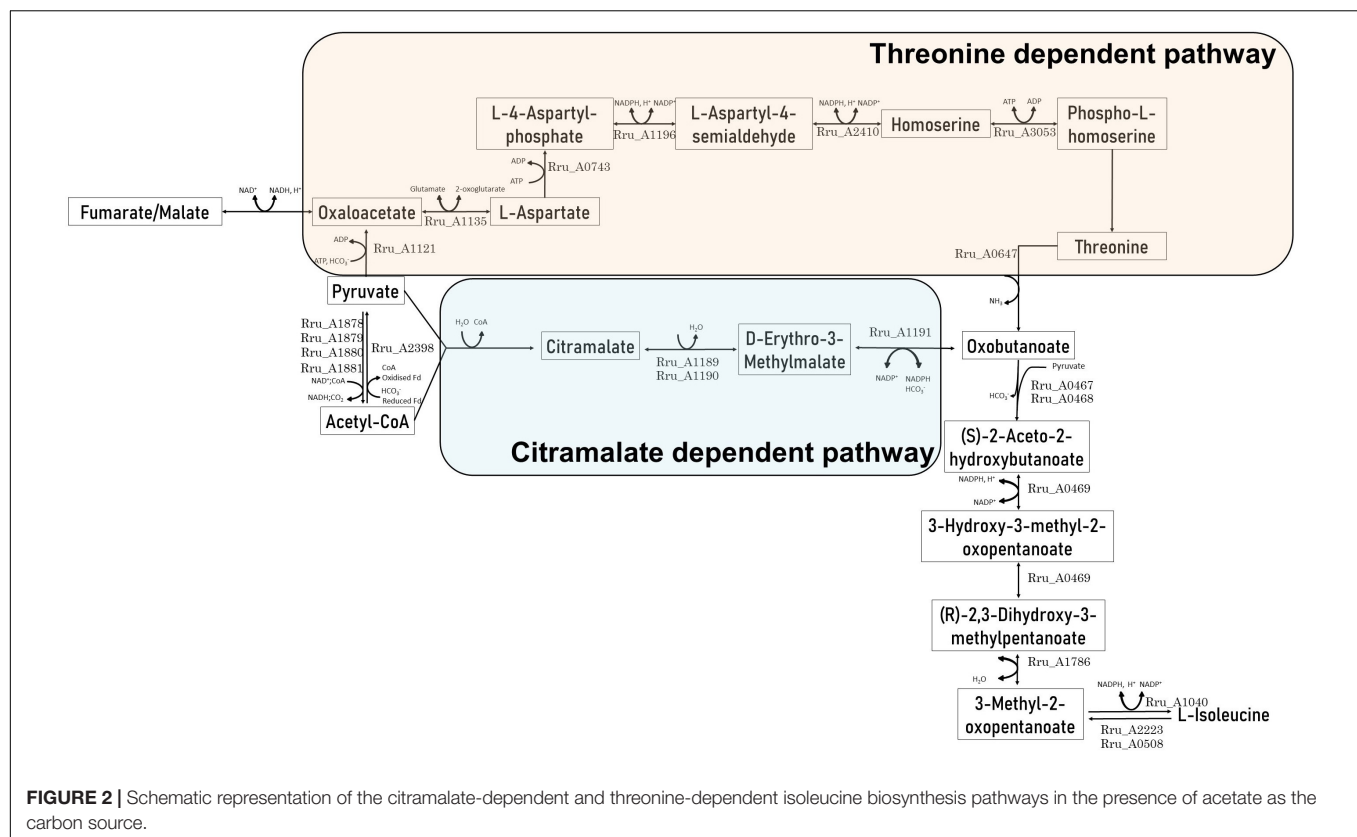 Threonine dependent pathway
L-4-Aspartyl-
phosphate
NADPH, H⁺ NADP⁺
Rru_A1196
L-Aspartyl-4-
semialdehyde
NADPH, H⁺ NADP⁺
Rru_A2410
Homoserine
ATP ADP
Rru_A3053
Phospho-L-
homoserine
ADP
ATP
Rru_A0743
Fumarate/Malate
NAD⁺ NADH, H⁺
Oxaloacetate
Glutamate 2-oxoglutarate
Rru_A1135
L-Aspartate
Threonine
Rru_A0647
NH₃
ADP
ATP, HCO₃⁻
Rru_A1121
Pyruvate
Rru_A1878
Rru_A1879
Rru_A1880
Rru_A1881
NAD⁺;CoA
NADH;CO₂
Rru_A2398
CoA
Oxidised Fd
HCO₃⁻
Reduced Fd
Acetyl-CoA
H₂O CoA
Citramalate
H₂O
Rru_A1189
Rru_A1190
D-Erythro-3-
Methylmalate
Rru_A1191
NADP⁺ NADPH
HCO₃⁻
Citramalate dependent pathway
Oxobutanoate
Pyruvate
HCO₃⁻
Rru_A0467
Rru_A0468
(S)-2-Aceto-2-
hydroxybutanoate
NADPH, H⁺
NADP⁺
Rru_A0469
3-Hydroxy-3-methyl-2-
oxopentanoate
Rru_A0469
(R)-2,3-Dihydroxy-3-
methylpentanoate
Rru_A1786
H₂O
3-Methyl-2-
oxopentanoate
NADPH, H⁺ NADP⁺
Rru_A1040
L-Isoleucine
Rru_A2223
Rru_A0508
FIGURE 2 | Schematic representation of the citramalate-dependent and threonine-dependent isoleucine biosynthesis pathways in the presence of acetate as the
carbon source.